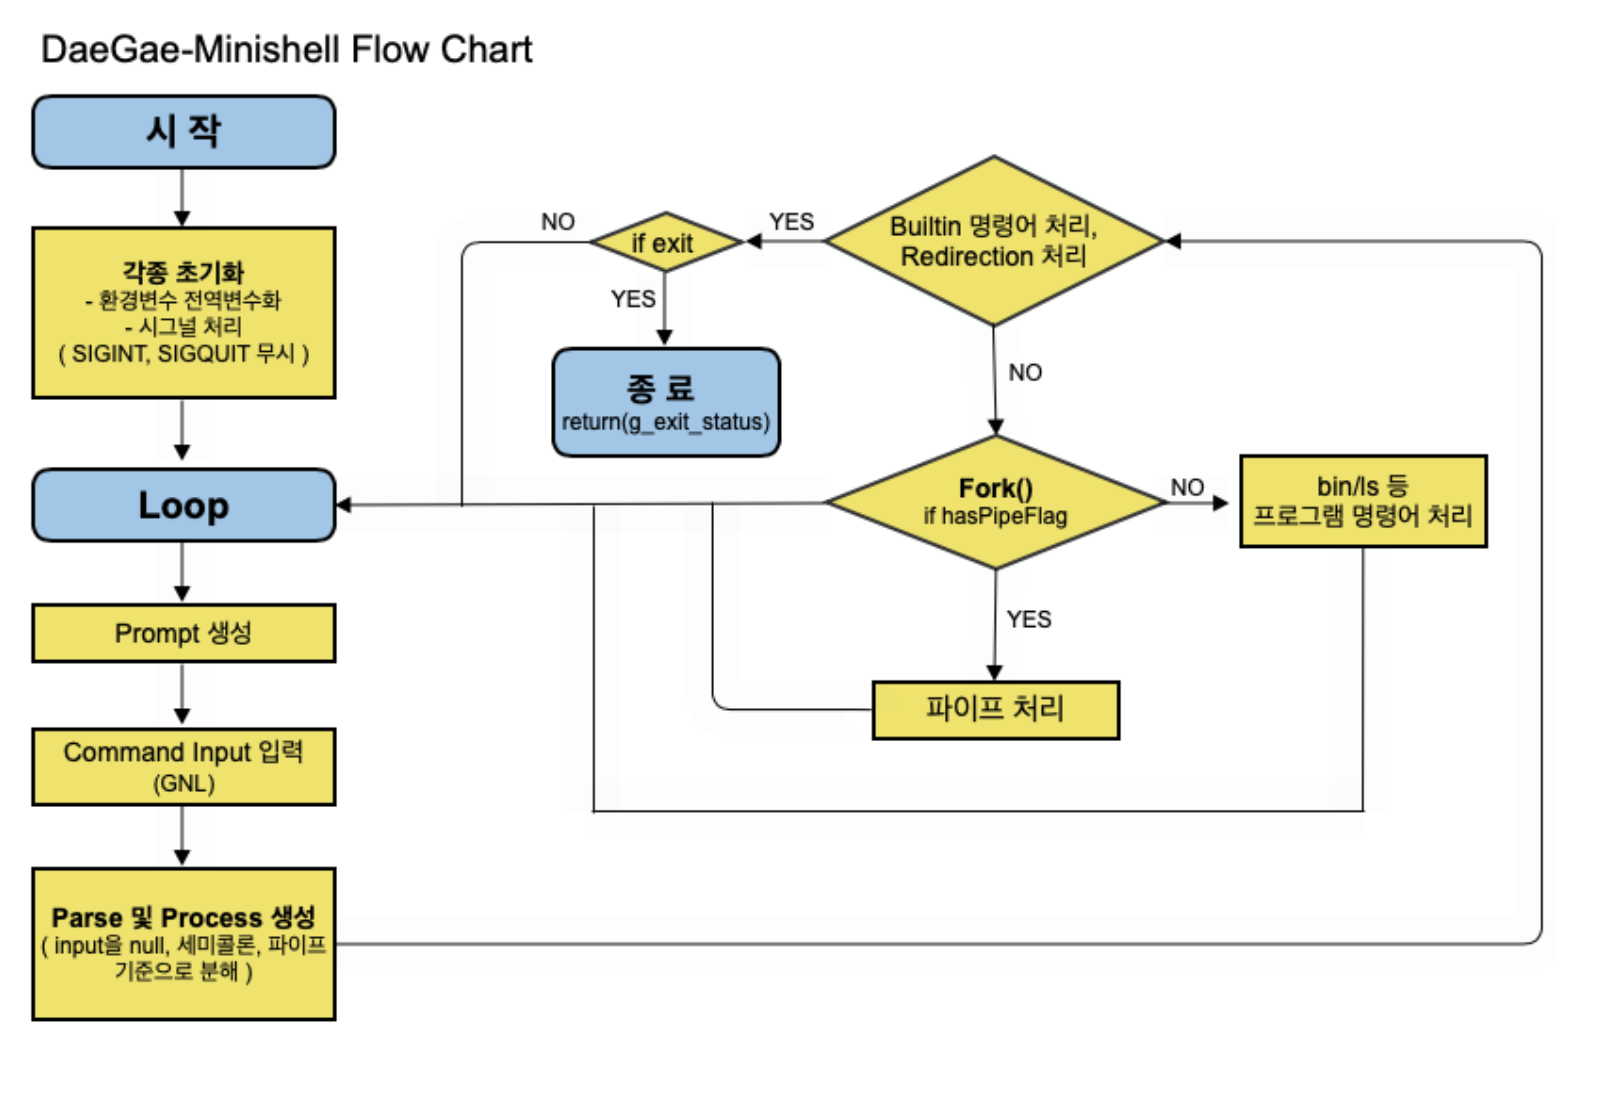 DaeGae-Minishell Flow Chart
시 작
각종 초기화
- 환경변수 전역변수화
- 시그널 처리
( SIGINT, SIGQUIT 무시 )
Loop
Prompt 생성
Command Input 입력
(GNL)
Parse 및 Process 생성
( input을 null, 세미콜론, 파이프
기준으로 분해 )
Builtin 명령어 처리,
Redirection 처리
YES
if exit
NO
YES
종 료
return(g_exit_status)
NO
Fork()
if hasPipeFlag
NO
bin/ls 등
프로그램 명령어 처리
YES
파이프 처리